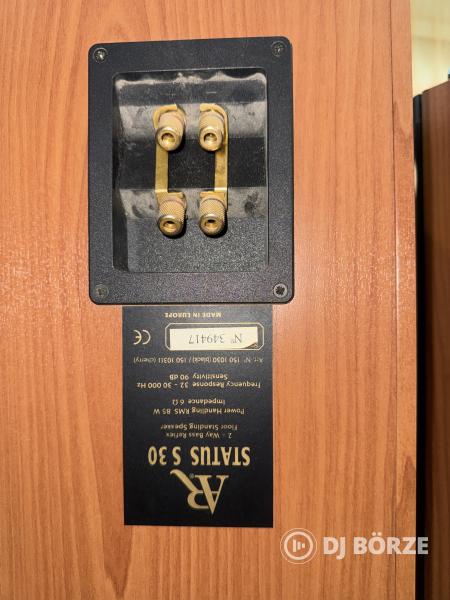 AR®
STATUS S 30
2 - Way Bass Reflex
Floor Standing Speaker
Power Handling RMS 85 W
Impedance 6 Ω
Sensitivity 90 dB
Frequency Response 32 - 30 000 Hz
Art. Nº 150 1030 (black) / 150 10311 (cherry)
Nº 349417
CE
MADE IN EUROPE
DJ BÖRZE